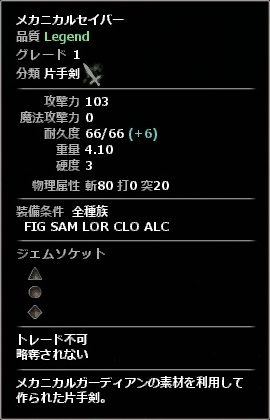 メカニカルセイバー
品質 Legend
グレード 1
分類 片手剣
攻撃力 103
魔法攻撃力 0
耐久度 66/66 (+6)
重量 4.10
硬度 3
物理属性 斬80 打0 突20
装備条件 全種族
FIG SAM LOR CLO ALC
ジェムソケット
トレード不可
略奪されない
メカニカルガーディアンの素材を利用して
作られた片手剣。